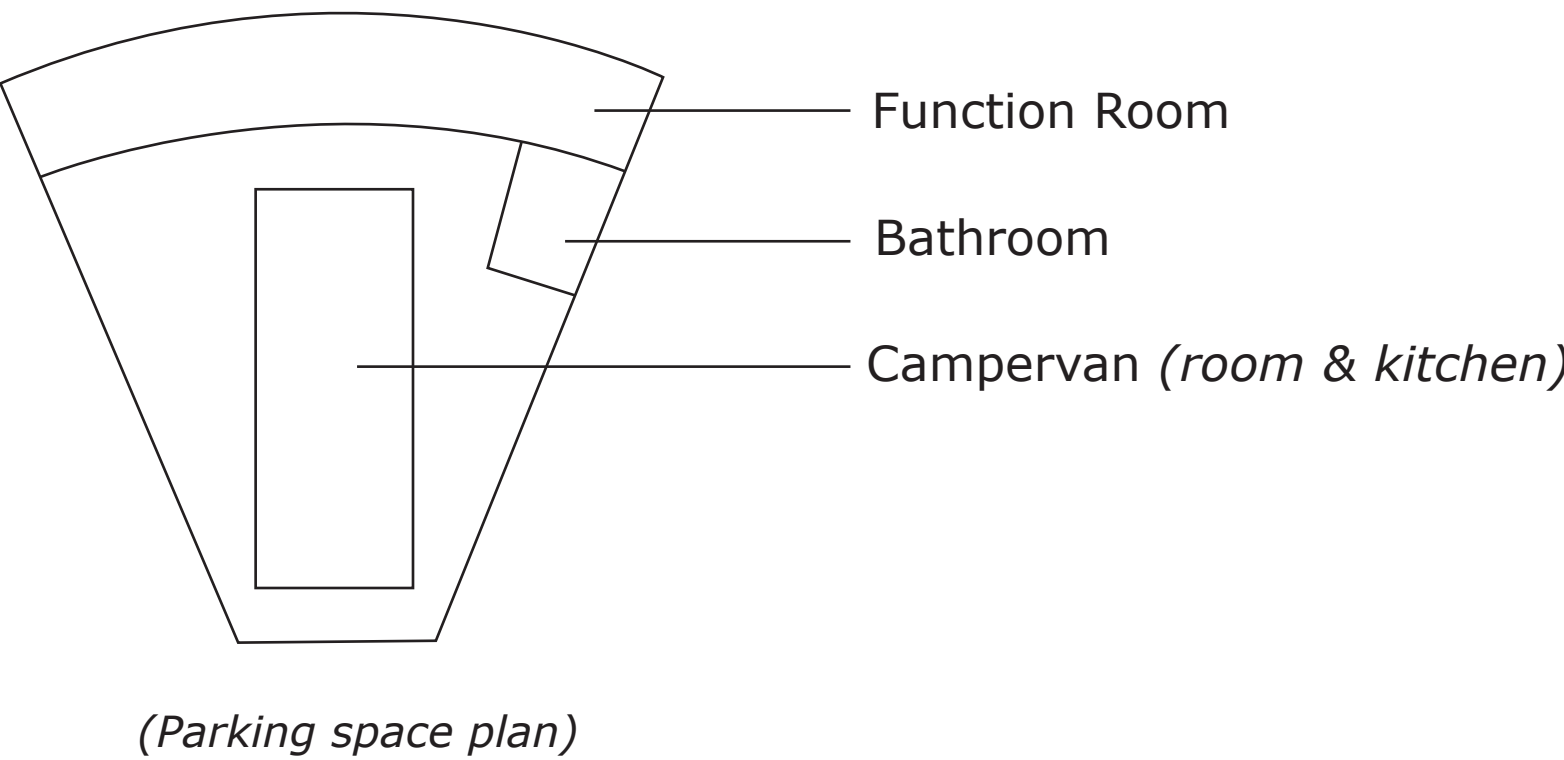 Function Room
Bathroom
Campervan (room & kitchen)
(Parking space plan)